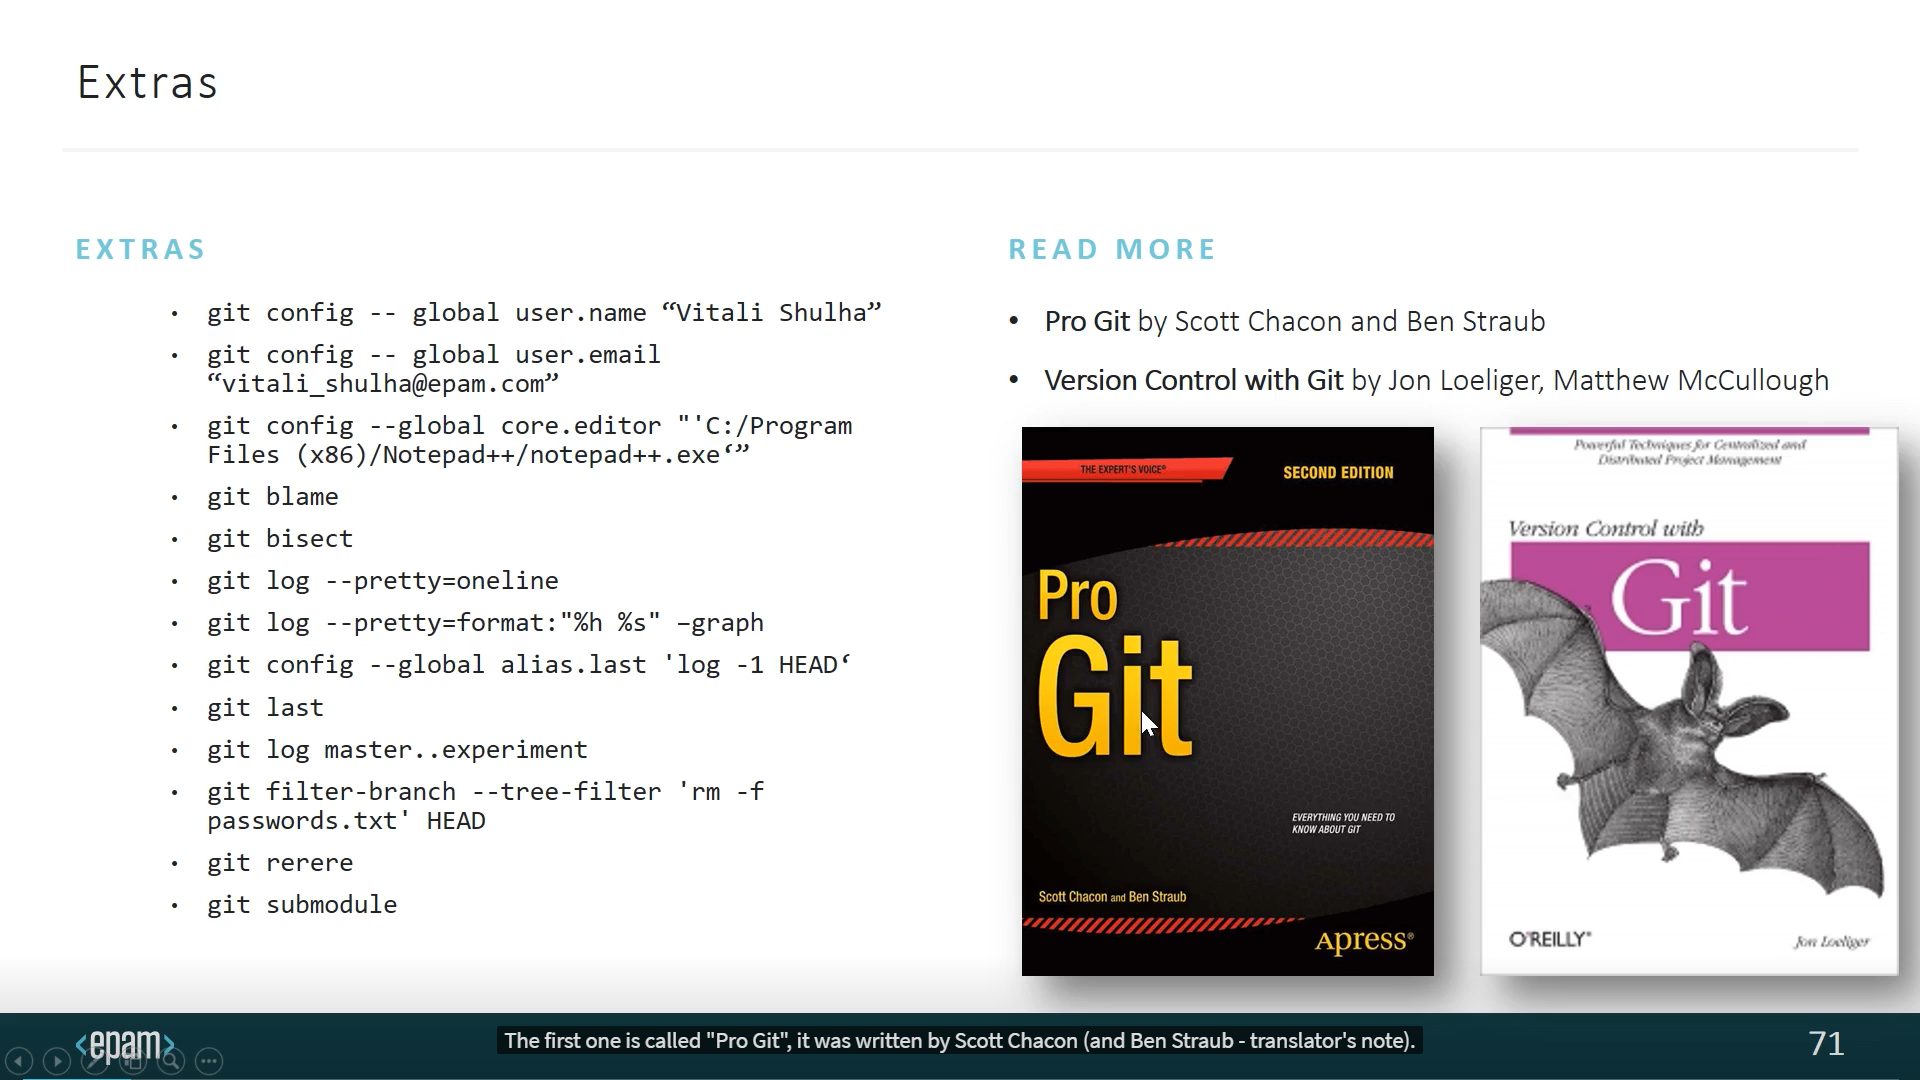 Extras
EXTRAS
• git config -- global user.name “Vitali Shulha”
• git config -- global user.email
“vitali_shulha@epam.com”
• git config --global core.editor "'C:/Program
Files (x86)/Notepad++/notepad++.exe‘”
• git blame
• git bisect
• git log --pretty=oneline
• git log --pretty=format:"%h %s" –graph
• git config --global alias.last 'log -1 HEAD‘
• git last
• git log master..experiment
• git filter-branch --tree-filter 'rm -f
passwords.txt' HEAD
• git rerere
• git submodule
READ MORE
• Pro Git by Scott Chacon and Ben Straub
• Version Control with Git by Jon Loeliger, Matthew McCullough
THE EXPERT'S VOICE®
SECOND EDITION
Pro
Git
EVERYTHING YOU NEED TO
KNOW ABOUT GIT
Scott Chacon and Ben Straub
Apress®
Powerful Techniques for Centralized and
Distributed Project Management
Version Control with
Git
O'REILLY®
Jon Loeliger
<epam>
The first one is called "Pro Git", it was written by Scott Chacon (and Ben Straub - translator's note).
71